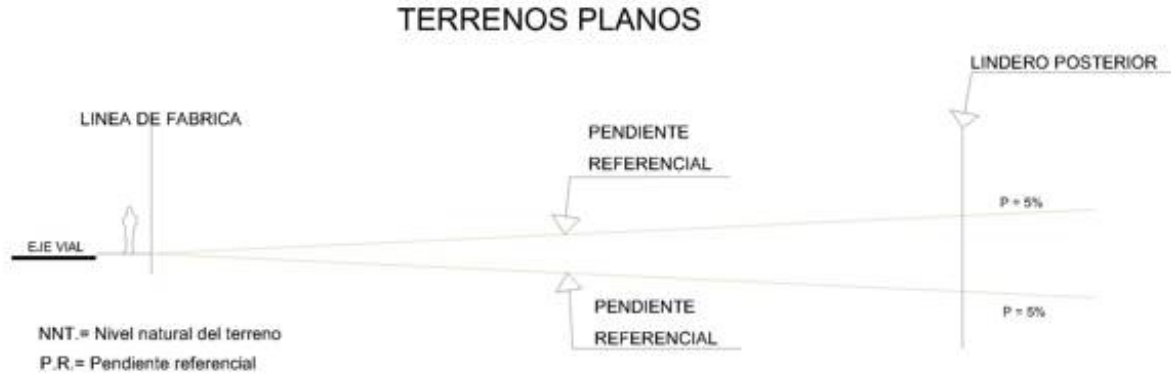 TERRENOS PLANOS
LINDERO POSTERIOR
LINEA DE FABRICA
PENDIENTE
REFERENCIAL
P = 5%
EJE VIAL
PENDIENTE
REFERENCIAL
P = 5%
NNT.= Nivel natural del terreno
P.R.= Pendiente referencial